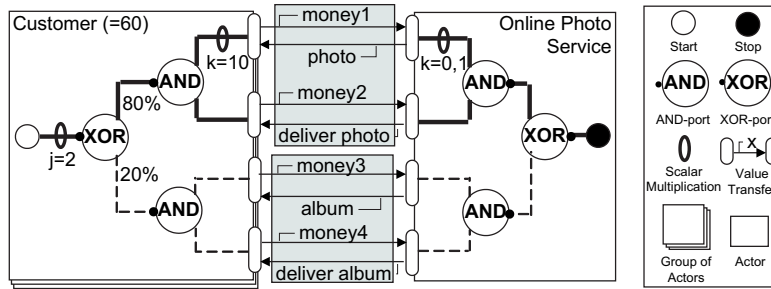 Customer (=60)
money1
photo
k=10
k=0,1
Online Photo
Service
AND
AND
80%
money2
deliver photo
XOR
XOR
j=2
20%
money3
album
AND
AND
money4
deliver album
Start
Stop
AND
XOR
AND-port
XOR-por
Scalar
Multiplication
X
Value
Transfe
Group of
Actors
Actor